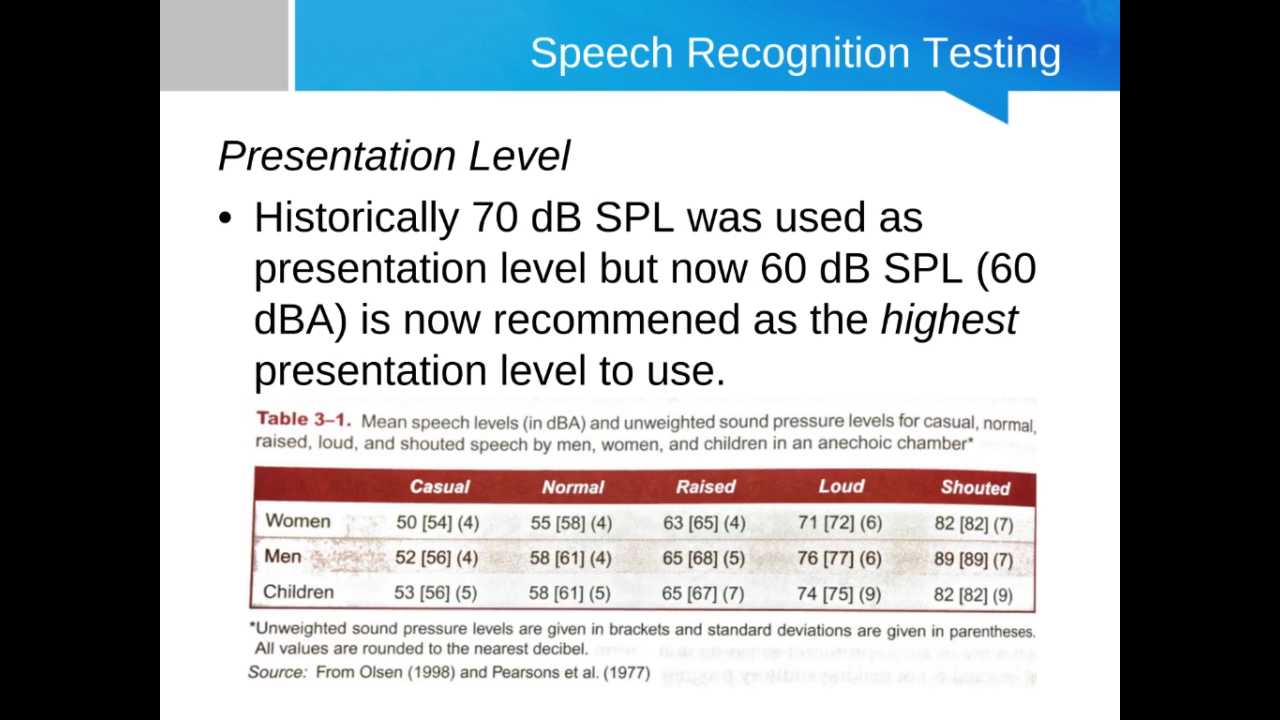 Speech Recognition Testing
Presentation Level
• Historically 70 dB SPL was used as
presentation level but now 60 dB SPL (60
dBA) is now recommened as the highest
presentation level to use.
Table 3–1. Mean speech levels (in dBA) and unweighted sound pressure levels for casual, normal,
raised, loud, and shouted speech by men, women, and children in an anechoic chamber*
Casual Normal Raised Loud Shouted
Women 50 [54] (4) 55 [58] (4) 63 [65] (4) 71 [72] (6) 82 [82] (7)
Men 52 [56] (4) 58 [61] (4) 65 [68] (5) 76 [77] (6) 89 [89] (7)
Children 53 [56] (5) 58 [61] (5) 65 [67] (7) 74 [75] (9) 82 [82] (9)
*Unweighted sound pressure levels are given in brackets and standard deviations are given in parentheses.
All values are rounded to the nearest decibel.
Source: From Olsen (1998) and Pearsons et al. (1977)